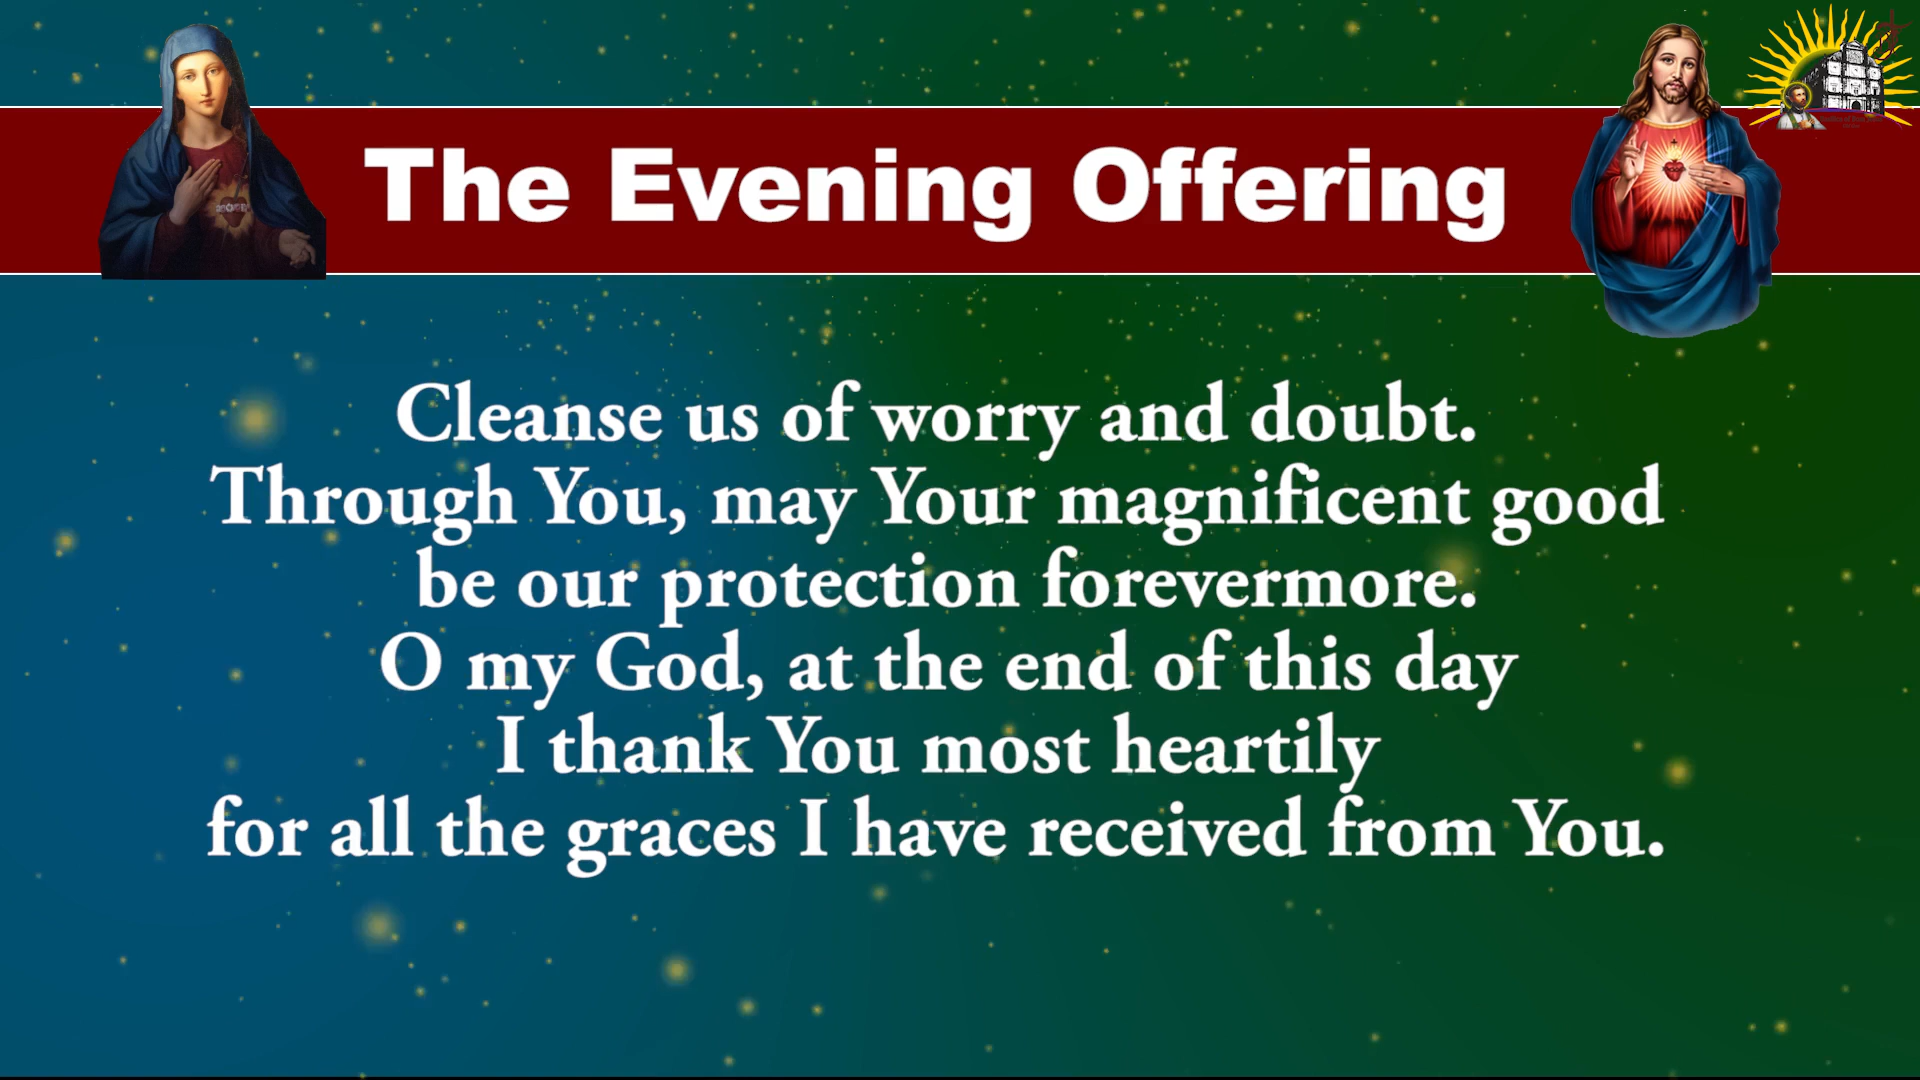 The Evening Offering
Cleanse us of worry and doubt.
Through You, may Your magnificent good
be our protection forevermore.
O my God, at the end of this day
I thank You most heartily
for all the graces I have received from You.